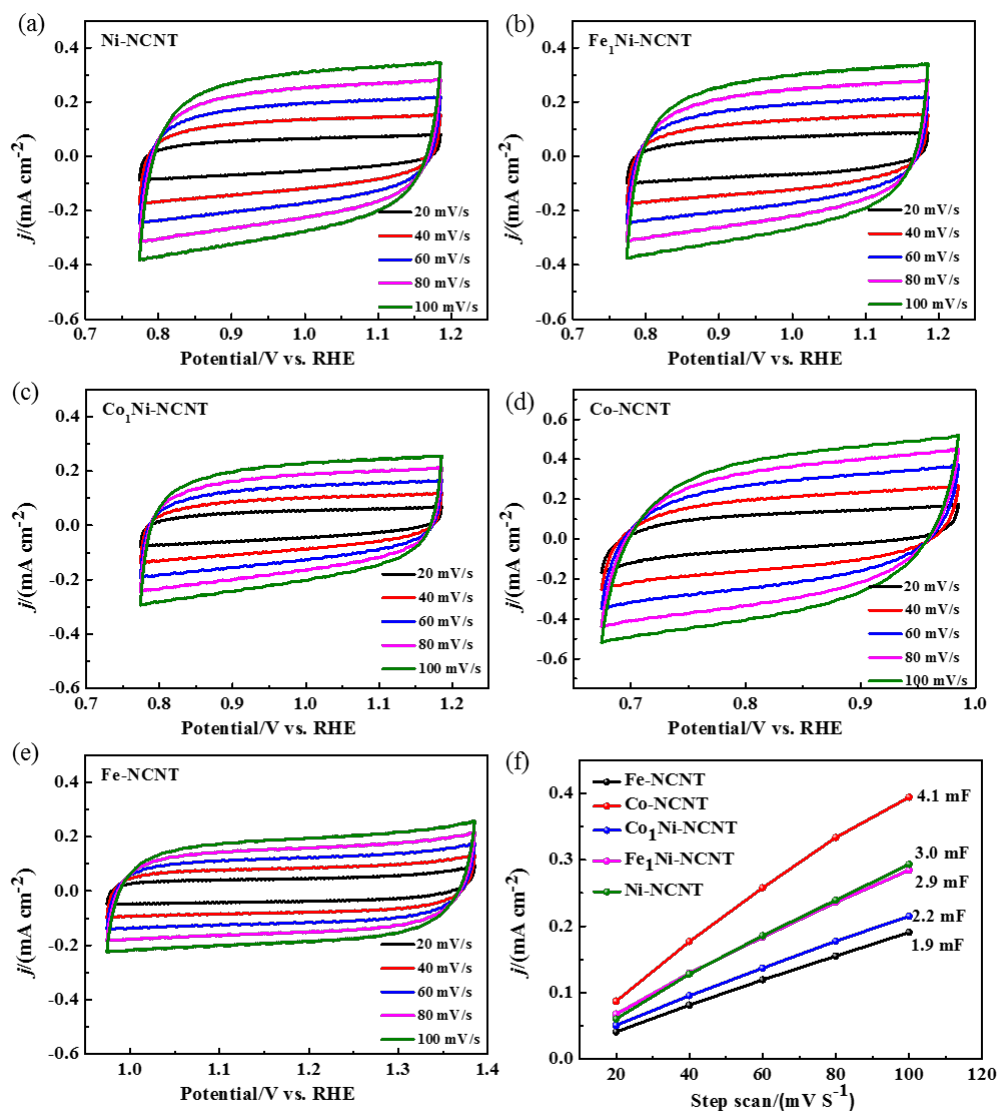 (a)
Ni-NCNT
0.4
0.2
0.0
-0.2
-0.4
-0.6
j/(mA cm-2)
20 mV/s
40 mV/s
60 mV/s
80 mV/s
100 mV/s
0.7 0.8 0.9 1.0 1.1 1.2
Potential/V vs. RHE
(b)
Fe1Ni-NCNT
0.4
0.2
0.0
-0.2
-0.4
-0.6
j/(mA cm-2)
20 mV/s
40 mV/s
60 mV/s
80 mV/s
100 mV/s
0.7 0.8 0.9 1.0 1.1 1.2
Potential/V vs. RHE
(c)
Co1Ni-NCNT
0.4
0.2
0.0
-0.2
-0.4
-0.6
j/(mA cm-2)
20 mV/s
40 mV/s
60 mV/s
80 mV/s
100 mV/s
0.7 0.8 0.9 1.0 1.1 1.2
Potential/V vs. RHE
(d)
Co-NCNT
0.6
0.4
0.2
0.0
-0.2
-0.4
-0.6
j/(mA cm-2)
20 mV/s
40 mV/s
60 mV/s
80 mV/s
100 mV/s
0.7 0.8 0.9 1.0
Potential/V vs. RHE
(e)
Fe-NCNT
0.4
0.2
0.0
-0.2
-0.4
-0.6
j/(mA cm-2)
20 mV/s
40 mV/s
60 mV/s
80 mV/s
100 mV/s
1.0 1.1 1.2 1.3 1.4
Potential/V vs. RHE
(f)
Fe-NCNT
Co-NCNT
Co1Ni-NCNT
Fe1Ni-NCNT
Ni-NCNT
4.1 mF
3.0 mF
2.9 mF
2.2 mF
1.9 mF
0.4
0.3
0.2
0.1
0.0
j/(mA cm-2)
20 40 60 80 100 120
Step scan/(mV S-1)